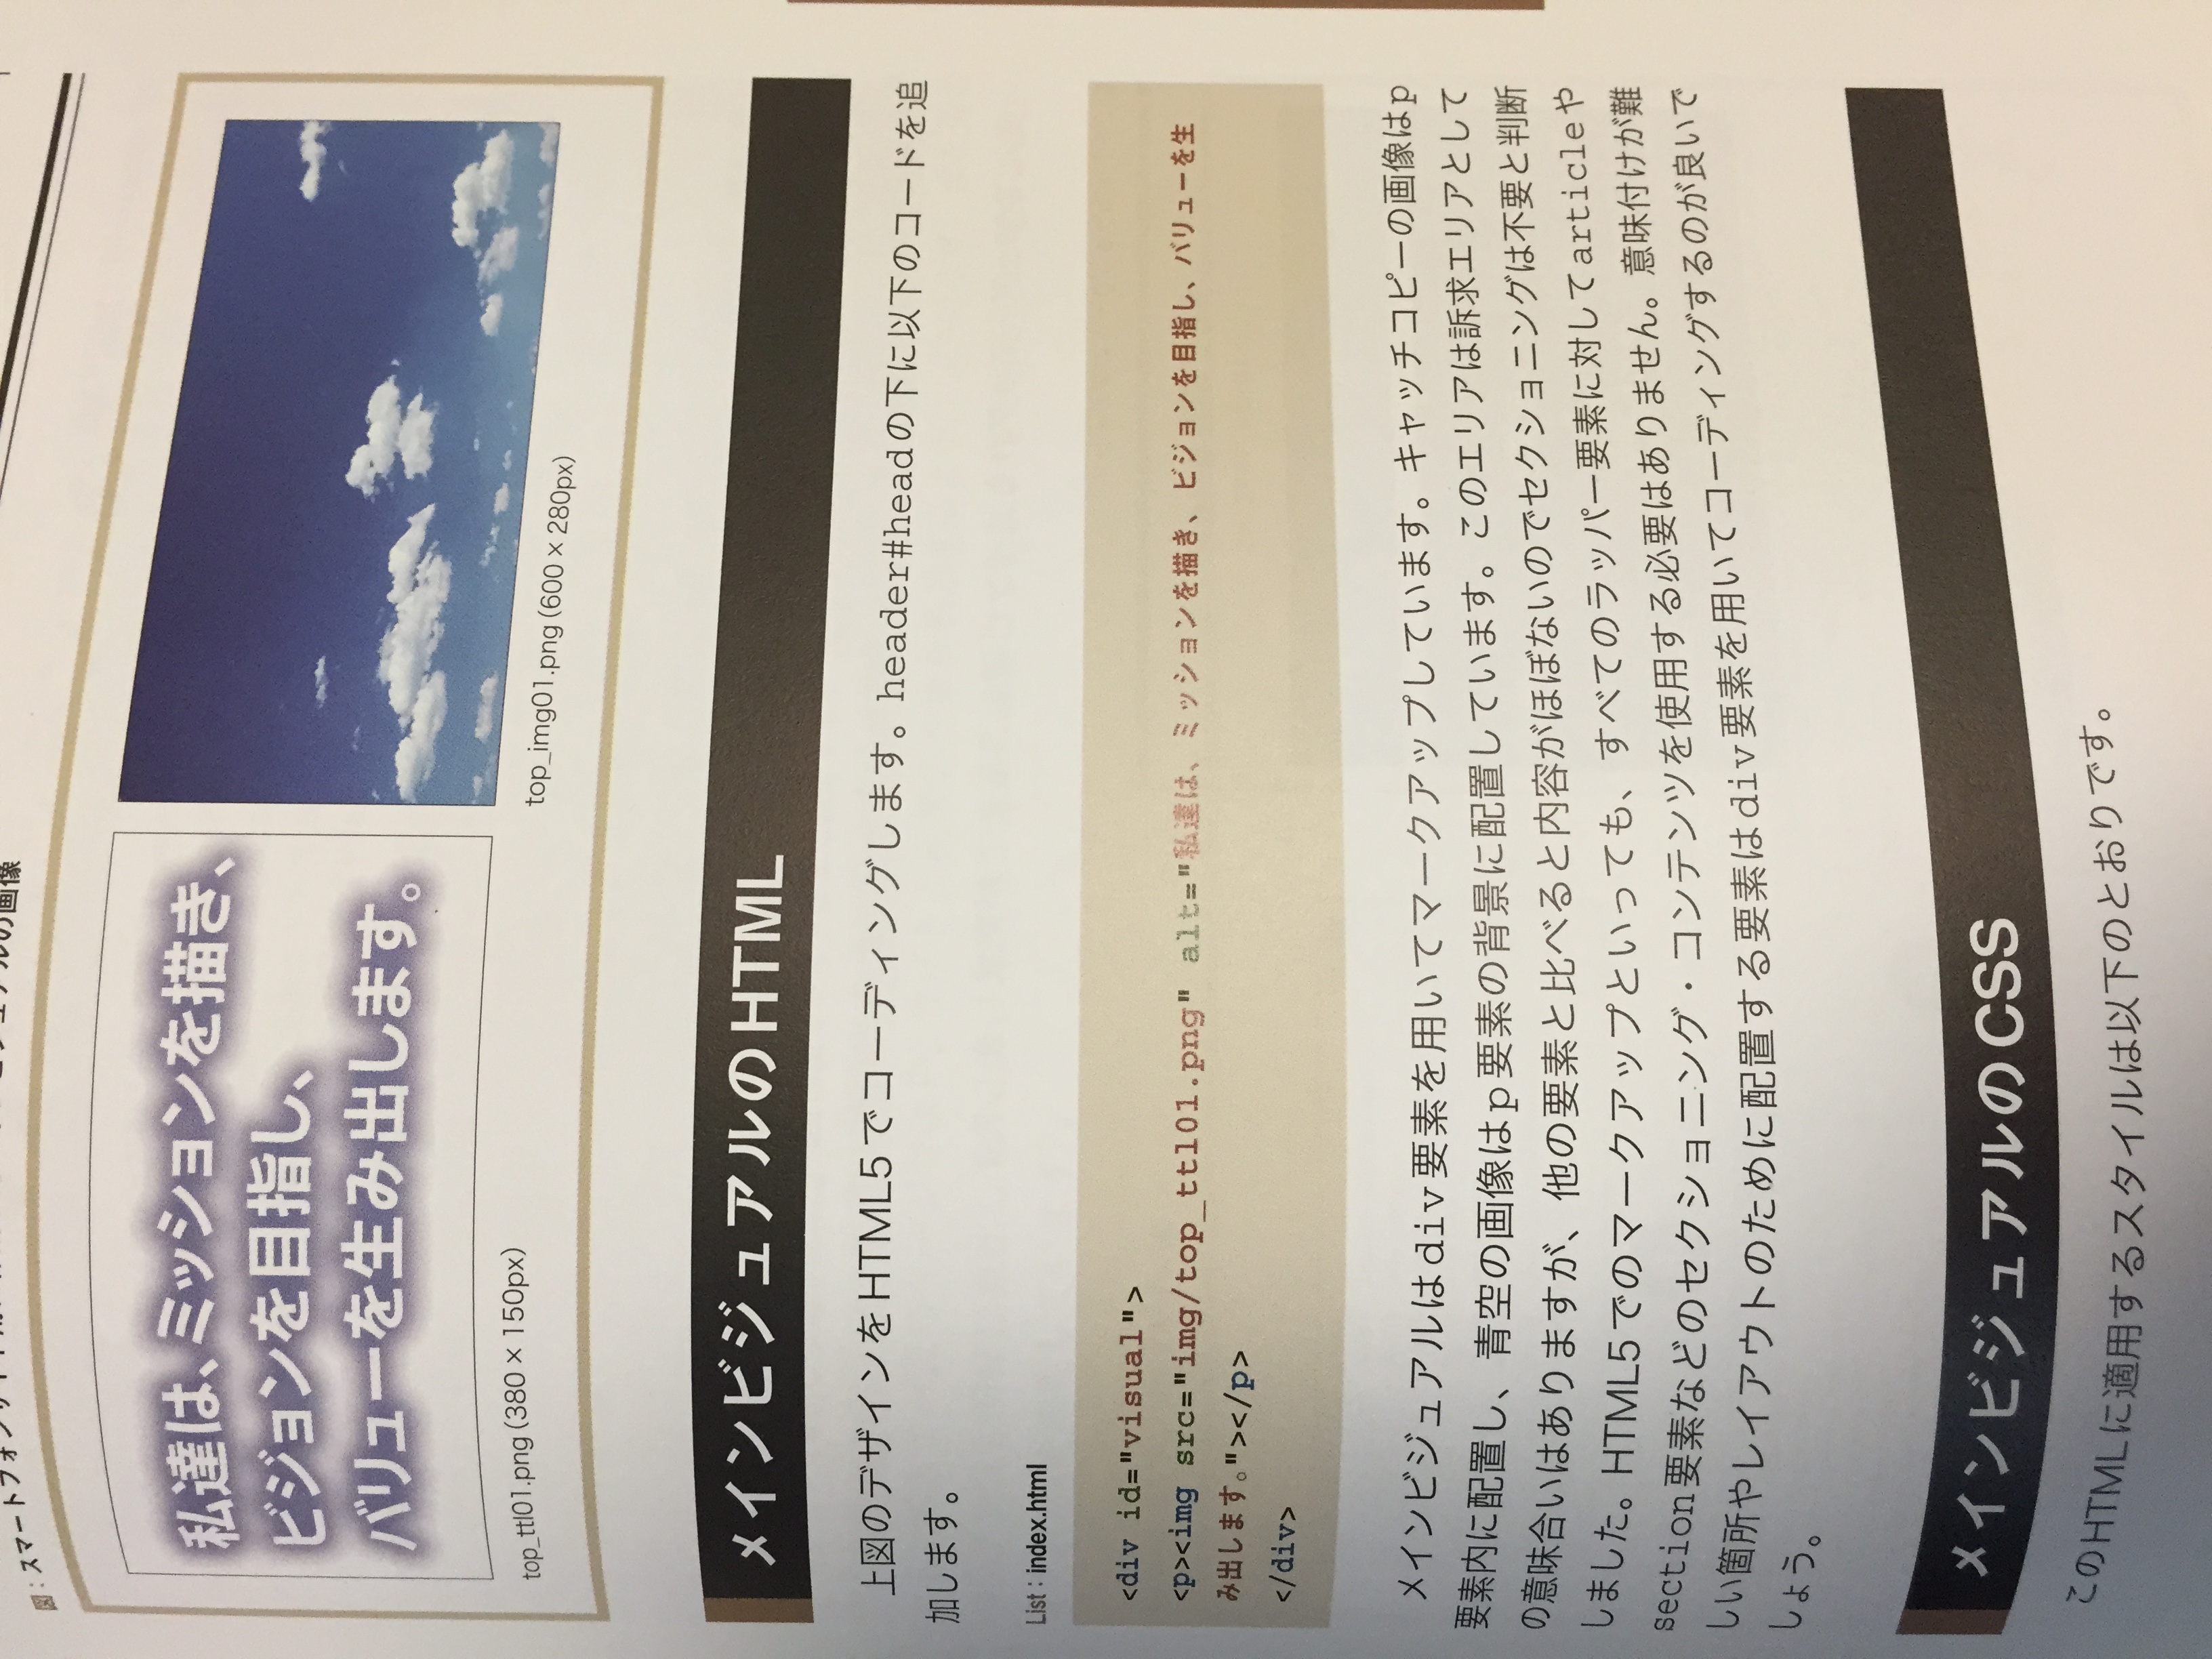 図：スマートフォンサイト用 ビジュアルの画像
私達は、ミッションを描き、
ビジョンを目指し、
バリューを生み出します。
top_ttl01.png（380 × 150px）
top_img01.png（600 × 280px）
メインビジュアルのHTML
上図のデザインをHTML5でコーディングします。header#headの下に以下のコードを追
加します。
List：index.html
<div id="visual">
<p><img src="img/top_ttl01.png" alt="私達は、ミッションを描き、ビジョンを目指し、バリューを生
み出します。"></p>
</div>
メインビジュアルはdiv要素を用いてマークアップしています。キャッチコピーの画像はp
要素内に配置し、青空の画像はp要素の背景に配置しています。このエリアは訴求エリアとして
の意味合いはありますが、他の要素と比べると内容がほぼないのでセクショニングは不要と判断
しました。HTML5でのマークアップといっても、すべてのラッパー要素に対してarticleや
section要素などのセクショニング・コンテンツを使用する必要はありません。意味付けが難
しい箇所やレイアウトのために配置する要素はdiv要素を用いてコーディングするのが良いで
しょう。
メインビジュアルのCSS
このHTMLに適用するスタイルは以下のとおりです。